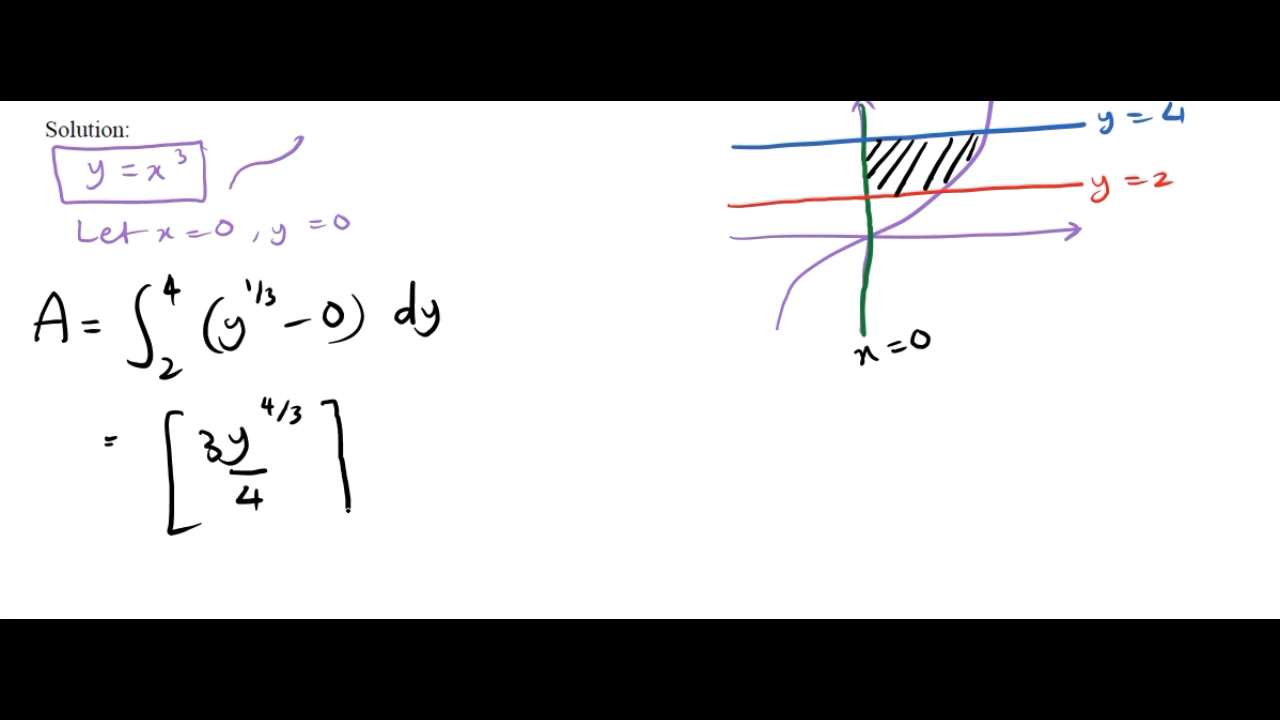 Solution:
y = x³
Let x = 0, y = 0
A = ∫₂⁴ (y^{1/3} − 0) dy
= [3y^{4/3} / 4]
y = 4
y = 2
x = 0